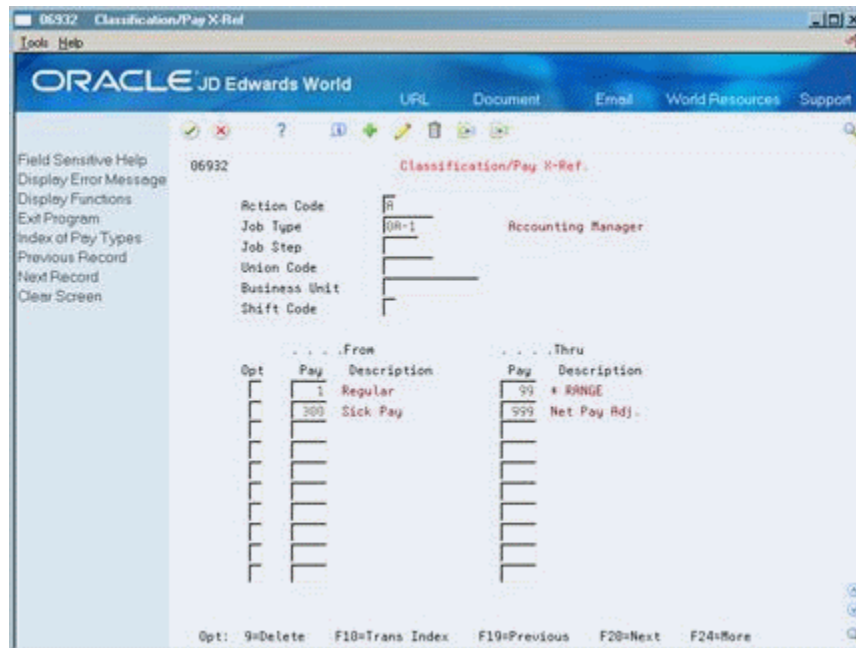 06932 Classification/Pay X-Ref
Tools Help
ORACLE JD Edwards World
URL Document Email World Resources Support
Field Sensitive Help
Display Error Message
Display Functions
Exit Program
Index of Pay Types
Previous Record
Next Record
Clear Screen
06932 Classification/Pay X-Ref.
Action Code A
Job Type 0A-1 Accounting Manager
Job Step
Union Code
Business Unit
Shift Code
. . . .From . . . .Thru
Opt Pay Description Pay Description
1 Regular 99 * RANGE
300 Sick Pay 999 Net Pay Adj.
Opt: 9=Delete F18=Trans Index F19=Previous F20=Next F24=More